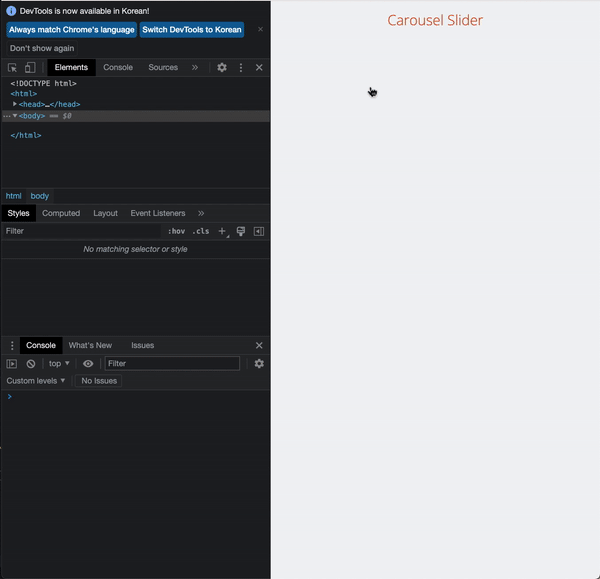 DevTools is now available in Korean!
Always match Chrome's language Switch DevTools to Korean
Don't show again
Elements Console Sources »
<!DOCTYPE html>
<html>
<head>…</head>
<body> == $0
</html>
html body
Styles Computed Layout Event Listeners »
Filter :hov .cls +
No matching selector or style
Console What's New Issues
top ▼ Filter
Custom levels ▼ No Issues
>
Carousel Slider